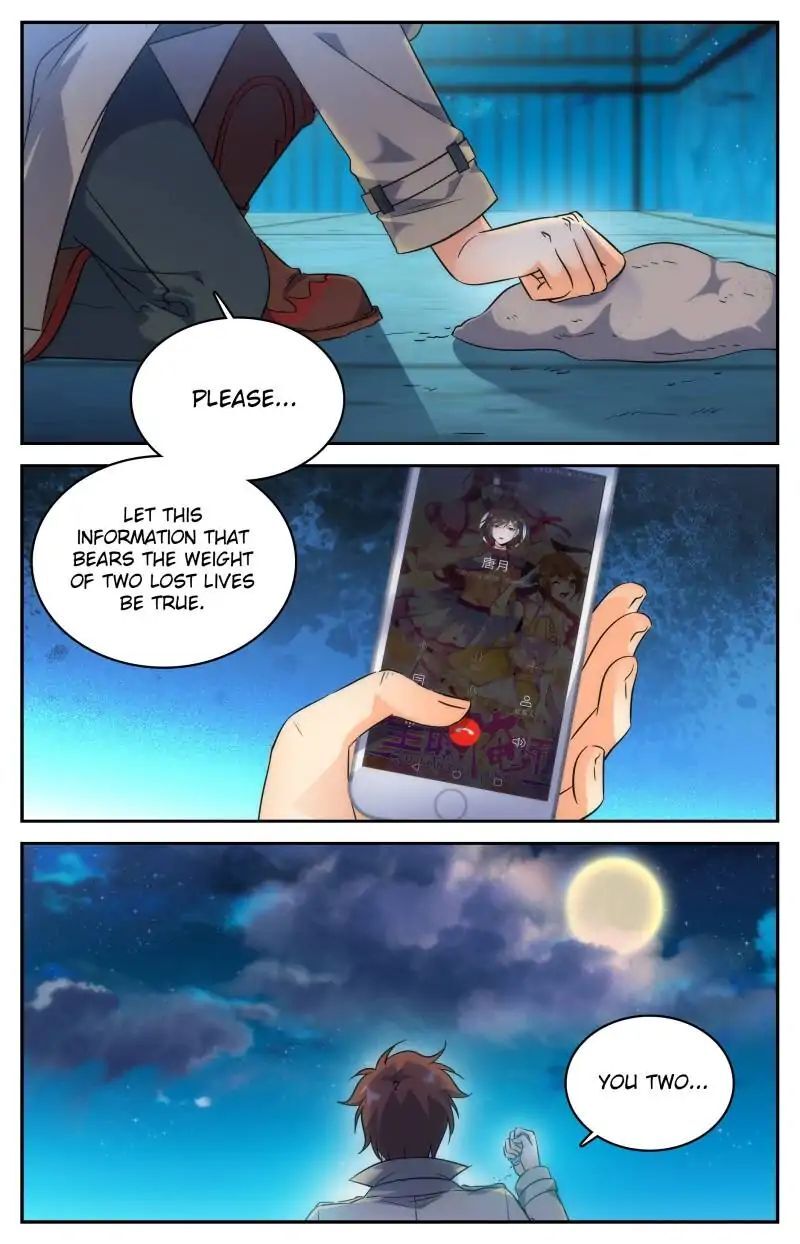 PLEASE...
LET THIS
INFORMATION THAT
BEARS THE WEIGHT
OF TWO LOST LIVES
BE TRUE.
唐月
YOU TWO...